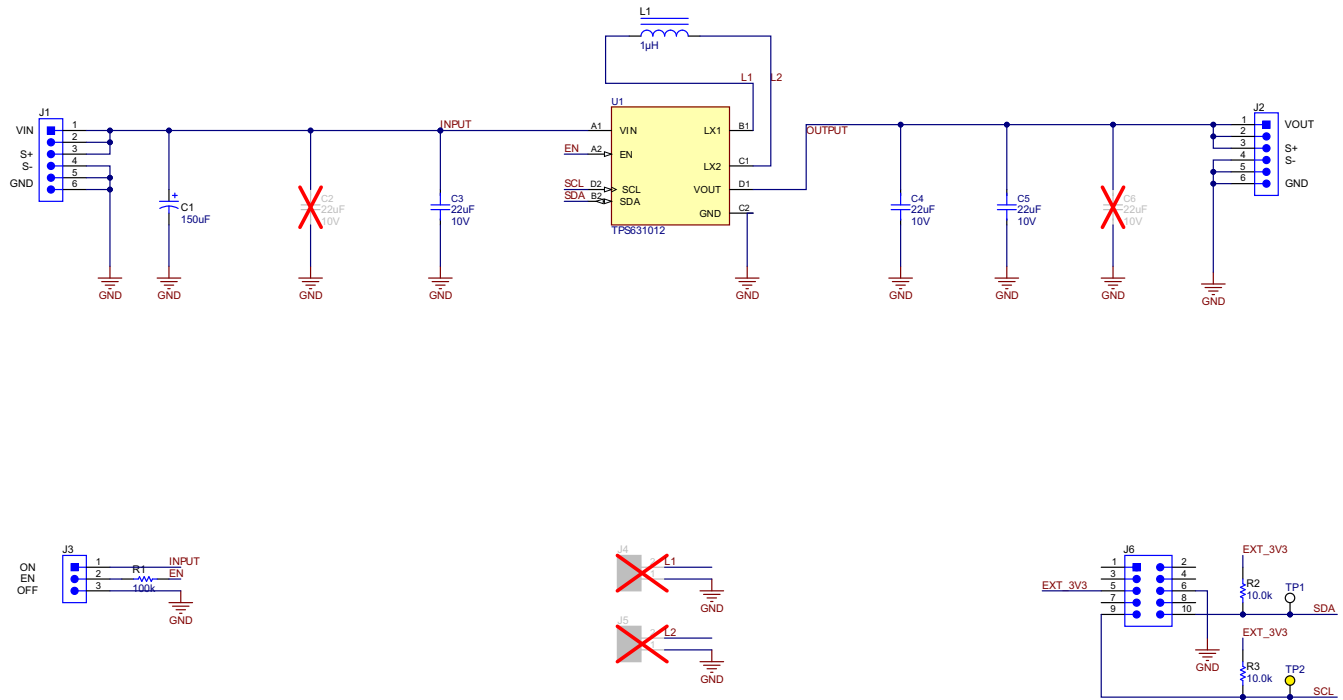 L1
1µH
L1
L2
J1
VIN
S+
S-
GND
1
2
3
4
5
6
INPUT
C1
150uF
+
C2
22uF
10V
C3
22uF
10V
GND
GND
GND
GND
U1
A1
VIN
EN
A2
EN
SCL
D2
SCL
SDA
B2
SDA
LX1
B1
LX2
C1
VOUT
D1
GND
C2
TPS631012
GND
OUTPUT
C4
22uF
10V
C5
22uF
10V
C6
22uF
10V
GND
GND
GND
GND
J2
1
2
3
4
5
6
VOUT
S+
S-
GND
J3
ON
EN
OFF
1
2
3
INPUT
R1
EN
100k
GND
J4
L1
GND
J5
L2
GND
J6
1
3
5
7
9
2
4
6
8
10
EXT_3V3
GND
EXT_3V3
R2
10.0k
TP1
SDA
EXT_3V3
R3
10.0k
TP2
SCL